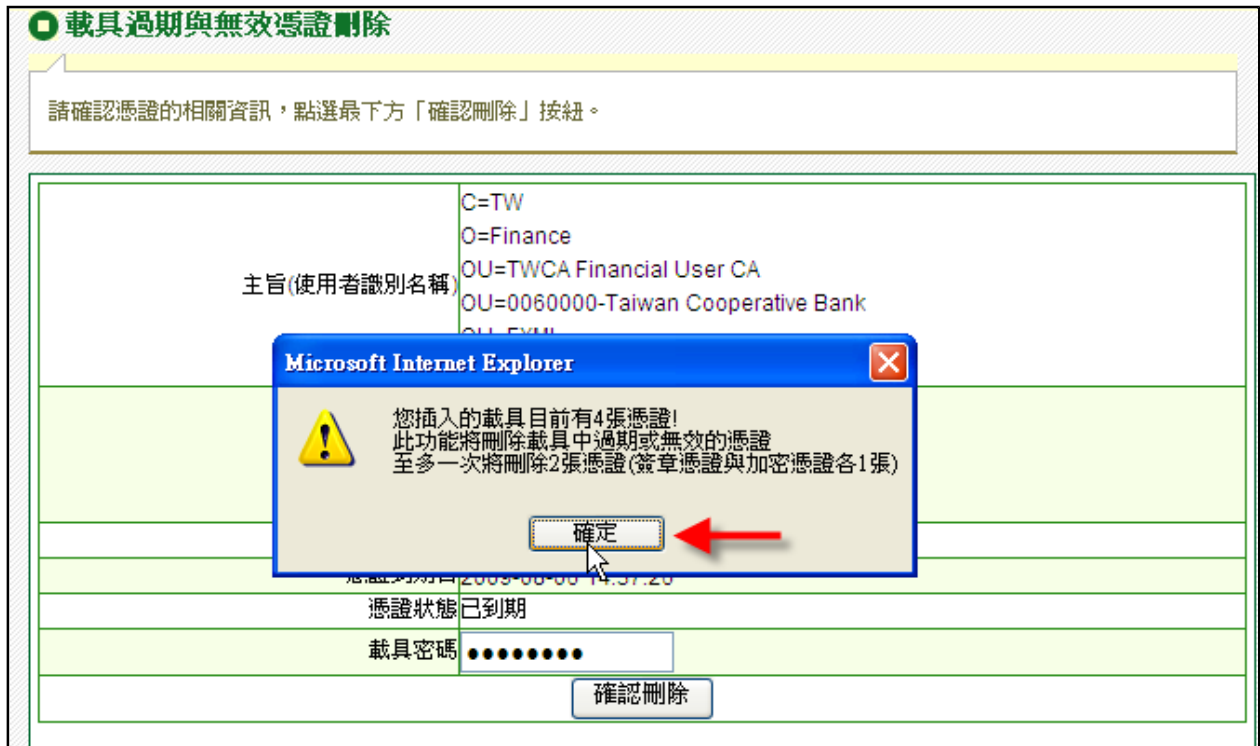 載具過期與無效憑證刪除
請確認憑證的相關資訊，點選最下方「確認刪除」按紐。
C=TW
O=Finance
主旨(使用者識別名稱)
OU=TWCA Financial User CA
OU=0060000-Taiwan Cooperative Bank
Microsoft Internet Explorer
您插入的載具目前有4張憑證!
此功能將刪除載具中過期或無效的憑證
至多一次將刪除2張憑證(簽章憑證與加密憑證各1張)
確定
憑證狀態 已到期
載具密碼 ●●●●●●●●
確認刪除